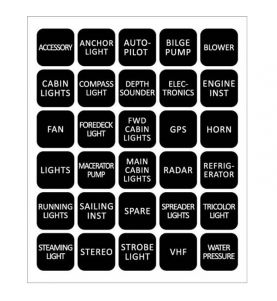 ACCESSORY
ANCHOR
LIGHT
AUTO-
PILOT
BILGE
PUMP
BLOWER
CABIN
LIGHTS
COMPASS
LIGHT
DEPTH
SOUNDER
ELEC-
TRONICS
ENGINE
INST
FAN
FOREDECK
LIGHT
FWD
CABIN
LIGHTS
GPS
HORN
LIGHTS
MACERATOR
PUMP
MAIN
CABIN
LIGHTS
RADAR
REFRIG-
ERATOR
RUNNING
LIGHTS
SAILING
INST
SPARE
SPREADER
LIGHTS
TRICOLOR
LIGHT
STEAMING
LIGHT
STEREO
STROBE
LIGHT
VHF
WATER
PRESSURE